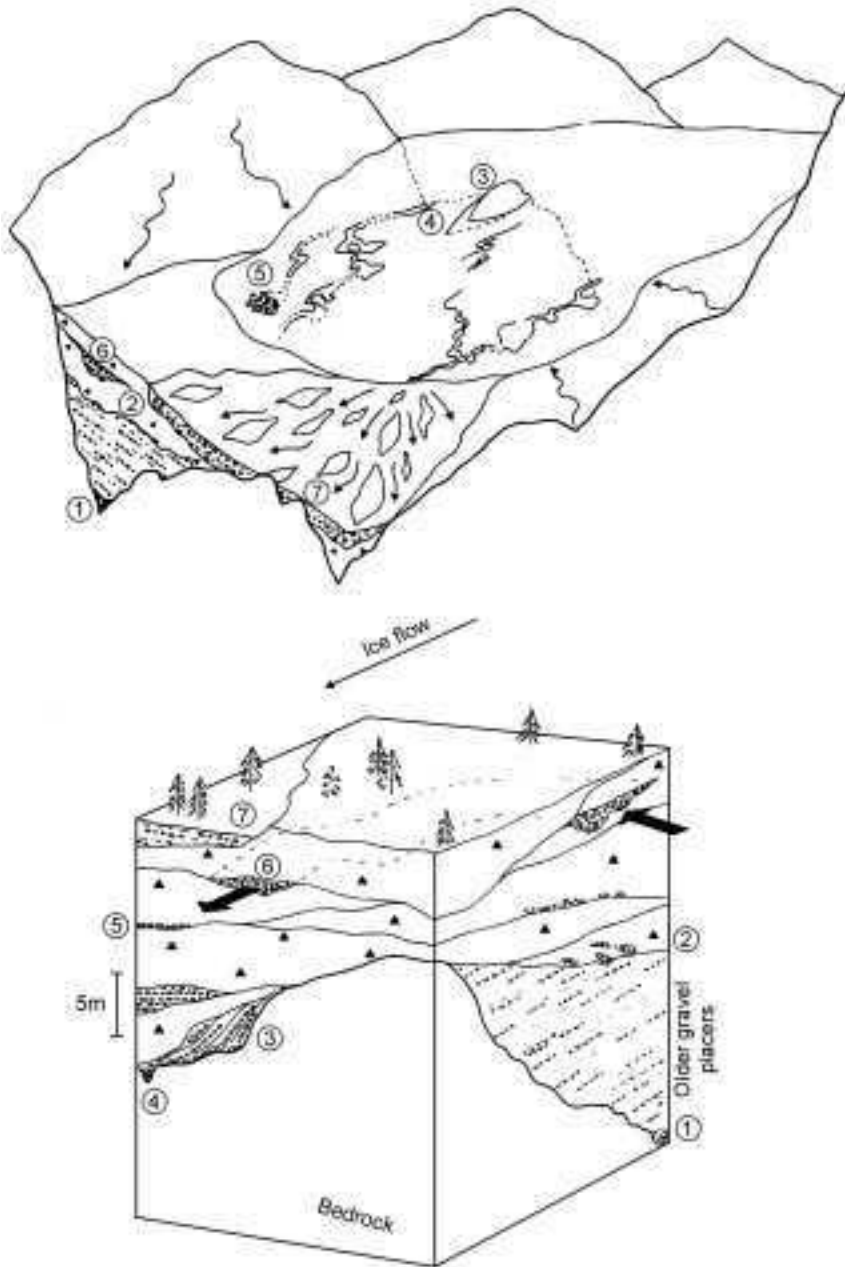 ③
④
⑤
⑥
②
①
⑦
Ice flow
⑦
⑥
⑤
②
5m
③
Older gravel
placers
④
①
Bedrock